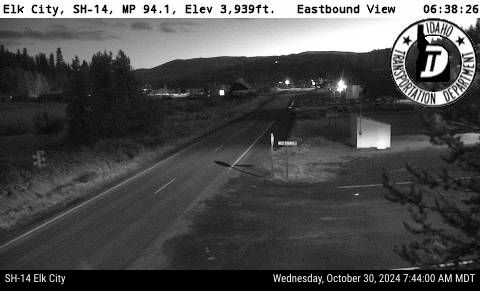 Elk City, SH-14, MP 94.1, Elev 3,939ft. Eastbound View 06:38:26
IDAHO
TRANSPORTATION DEPARTMENT
SH-14 Elk City
Wednesday, October 30, 2024 7:44:00 AM MDT